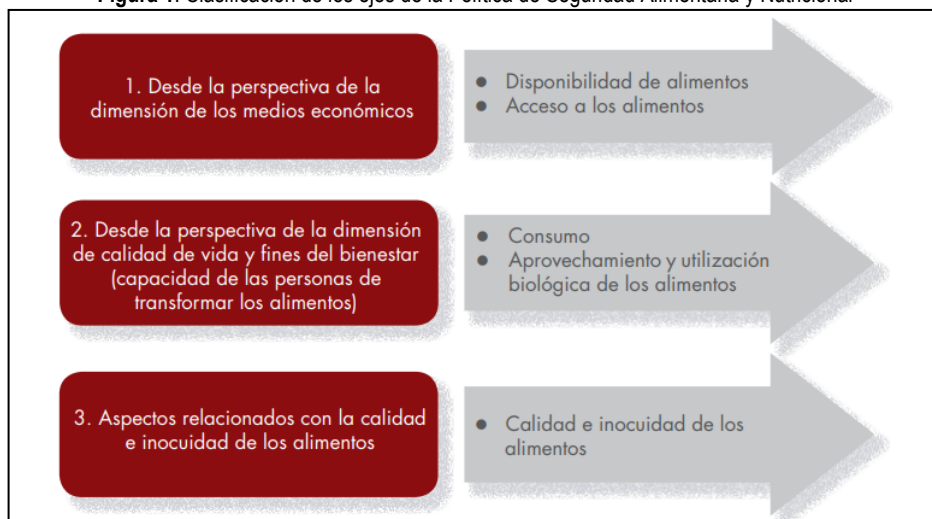 1. Desde la perspectiva de la
dimensión de los medios económicos
● Disponibilidad de alimentos
● Acceso a los alimentos
2. Desde la perspectiva de la dimensión
de calidad de vida y fines del bienestar
(capacidad de las personas de
transformar los alimentos)
● Consumo
● Aprovechamiento y utilización
biológica de los alimentos
3. Aspectos relacionados con la calidad
e inocuidad de los alimentos
● Calidad e inocuidad de los
alimentos